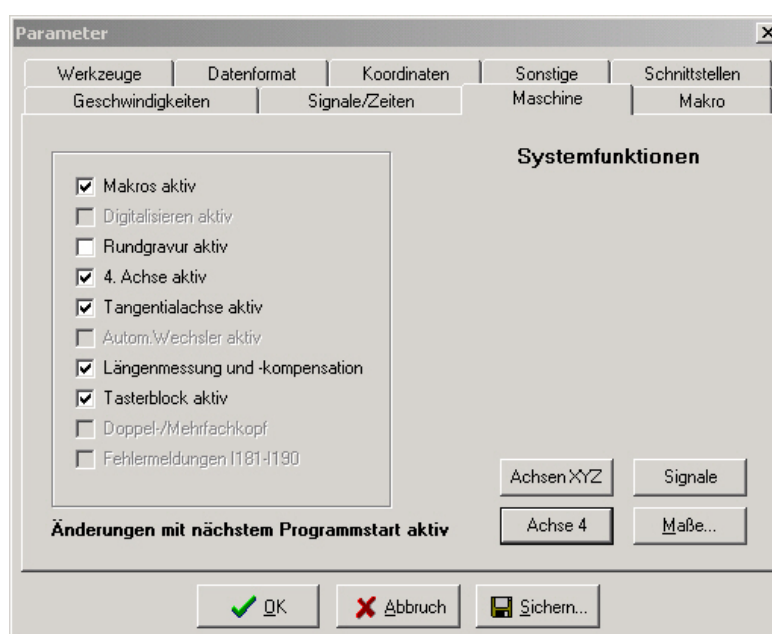 Parameter
Werkzeuge Datenformat Koordinaten Sonstige Schnittstellen
Geschwindigkeiten Signale/Zeiten Maschine Makro
Systemfunktionen
Makros aktiv
Digitalisieren aktiv
Rundgravur aktiv
4. Achse aktiv
Tangentialachse aktiv
Autom.Wechsler aktiv
Längenmessung und -kompensation
Tasterblock aktiv
Doppel-/Mehrfachkopf
Fehlermeldungen I181-I190
Achsen XYZ Signale
Änderungen mit nächstem Programmstart aktiv
Achse 4 Maße...
OK Abbruch Sichern...